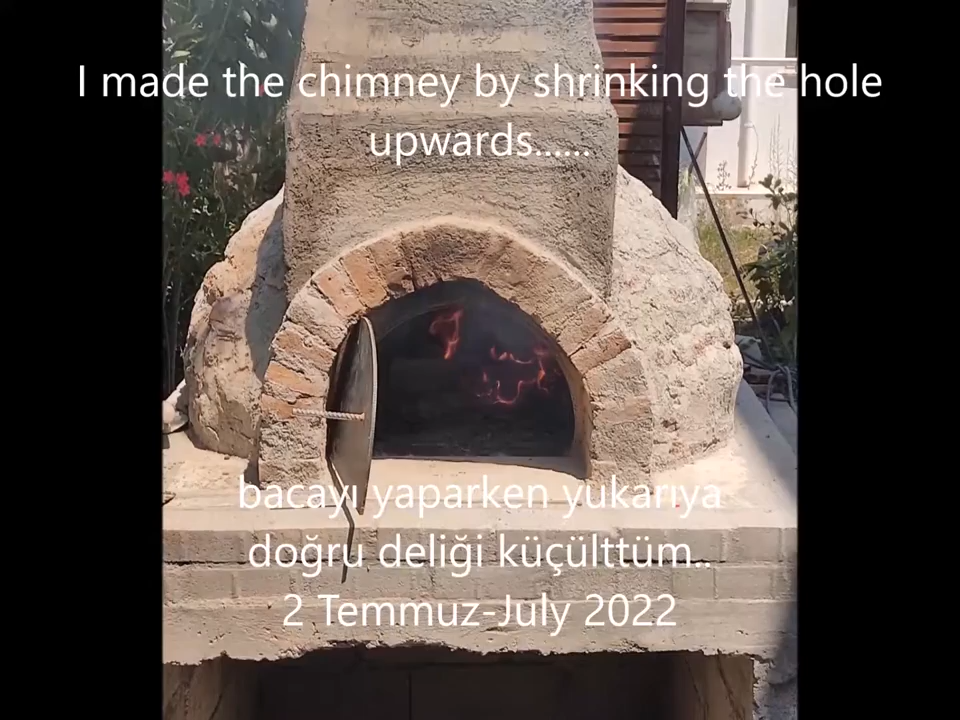 I made the chimney by shrinking the hole
upwards......
bacayı yaparken yukarıya
doğru deliği küçülttüm..
2 Temmuz-July 2022